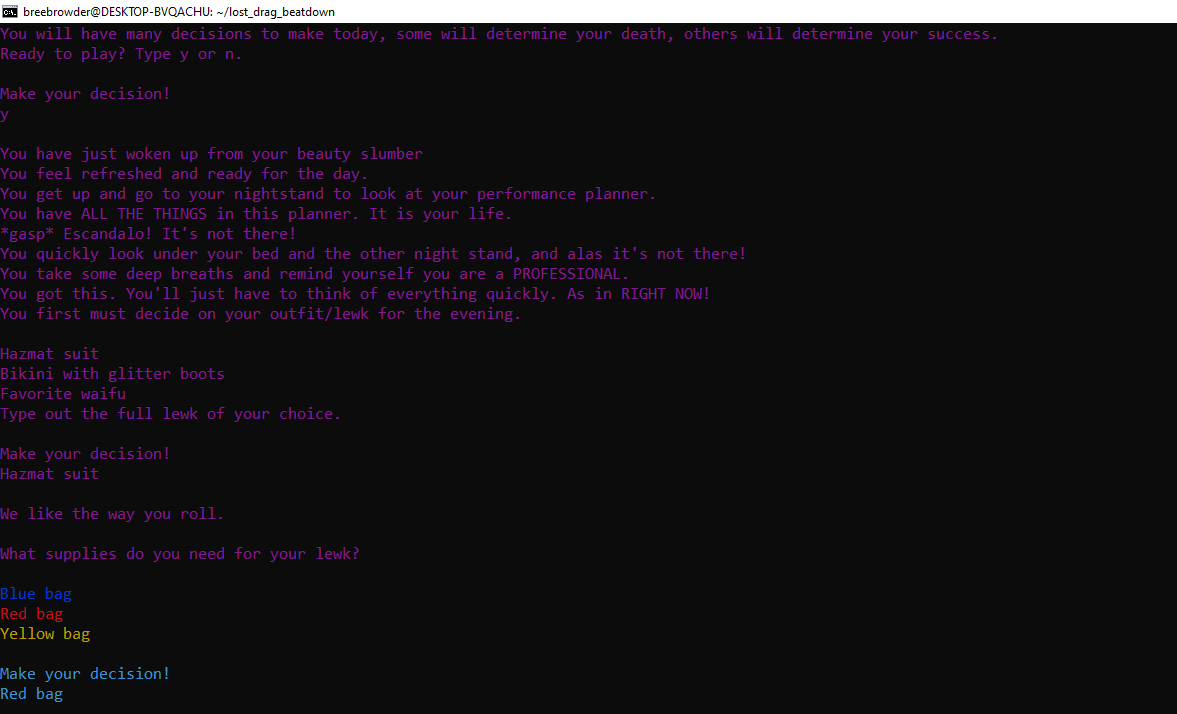 breebrowder@DESKTOP-BVQACHU: ~/lost_drag_beatdown
You will have many decisions to make today, some will determine your death, others will determine your success.
Ready to play? Type y or n.
Make your decision!
y
You have just woken up from your beauty slumber
You feel refreshed and ready for the day.
You get up and go to your nightstand to look at your performance planner.
You have ALL THE THINGS in this planner. It is your life.
*gasp* Escandalo! It's not there!
You quickly look under your bed and the other night stand, and alas it's not there!
You take some deep breaths and remind yourself you are a PROFESSIONAL.
You got this. You'll just have to think of everything quickly. As in RIGHT NOW!
You first must decide on your outfit/lewk for the evening.
Hazmat suit
Bikini with glitter boots
Favorite waifu
Type out the full lewk of your choice.
Make your decision!
Hazmat suit
We like the way you roll.
What supplies do you need for your lewk?
Blue bag
Red bag
Yellow bag
Make your decision!
Red bag